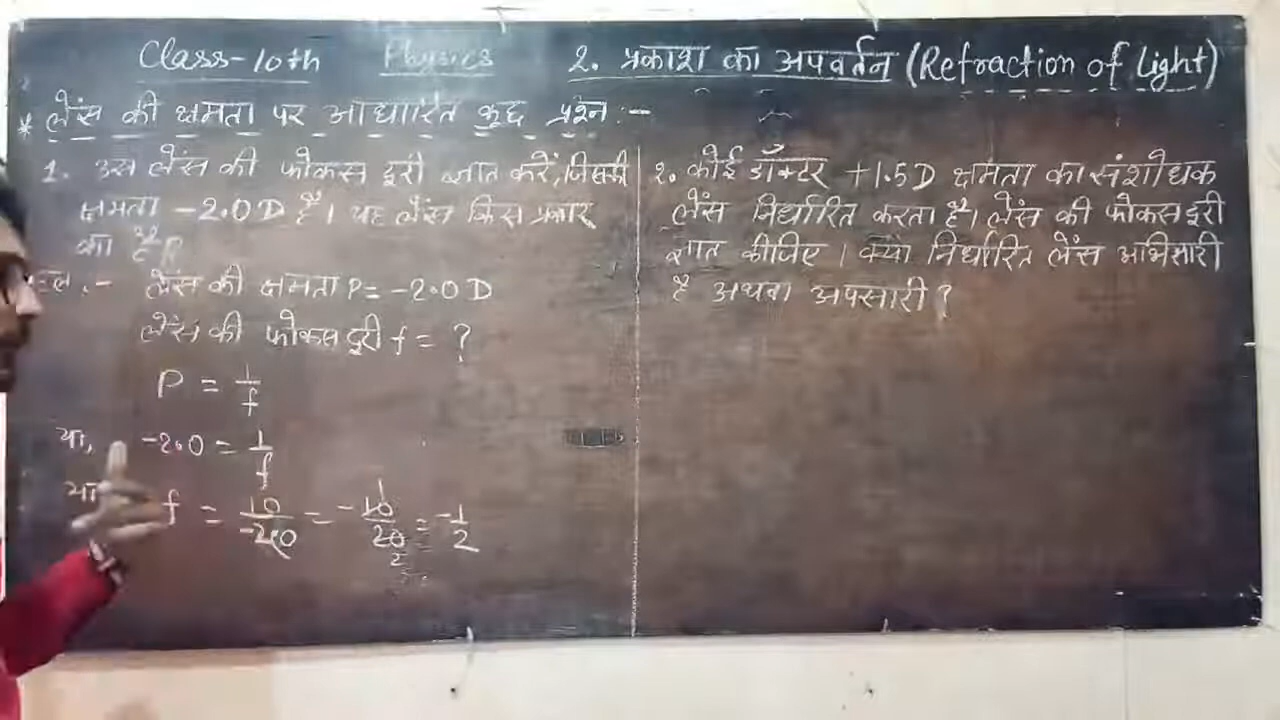 Class-10th Physics 2. प्रकाश का अपवर्तन (Refraction of Light)
* लेंस की क्षमता पर आधारित कुछ प्रश्न :-
1. उस लेंस की फोकस दूरी ज्ञात करें, जिसकी
क्षमता -2.0 D है। यह लेंस किस प्रकार
का है?
हल :- लेंस की क्षमता P = -2.0 D
लेंस की फोकस दूरी f = ?
P = 1/f
या, -2.0 = 1/f
या f = 10/-20 = -10/20 = -1/2
2. कोई डॉक्टर +1.5D क्षमता का संशोधक
लेंस निर्धारित करता है। लेंस की फोकस दूरी
ज्ञात कीजिए। क्या निर्धारित लेंस अभिसारी
है अथवा अपसारी?